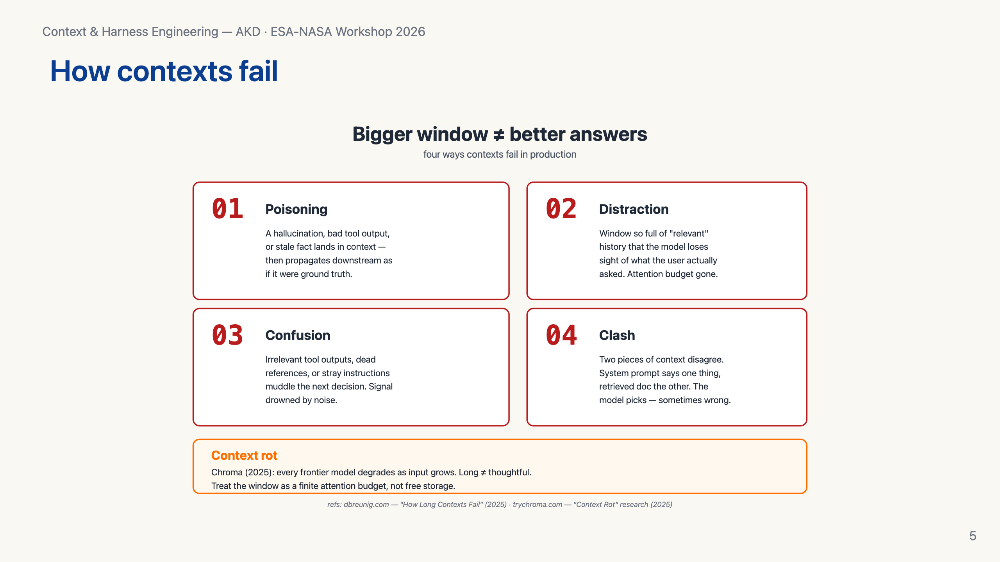 Context & Harness Engineering — AKD · ESA-NASA Workshop 2026
How contexts fail
Bigger window ≠ better answers
four ways contexts fail in production
01
Poisoning
A hallucination, bad tool output,
or stale fact lands in context —
then propagates downstream as
if it were ground truth.
02
Distraction
Window so full of "relevant"
history that the model loses
sight of what the user actually
asked. Attention budget gone.
03
Confusion
Irrelevant tool outputs, dead
references, or stray instructions
muddle the next decision. Signal
drowned by noise.
04
Clash
Two pieces of context disagree.
System prompt says one thing,
retrieved doc the other. The
model picks — sometimes wrong.
Context rot
Chroma (2025): every frontier model degrades as input grows. Long ≠ thoughtful.
Treat the window as a finite attention budget, not free storage.
refs: dbreunig.com — "How Long Contexts Fail" (2025) · trychroma.com — "Context Rot" research (2025)
5